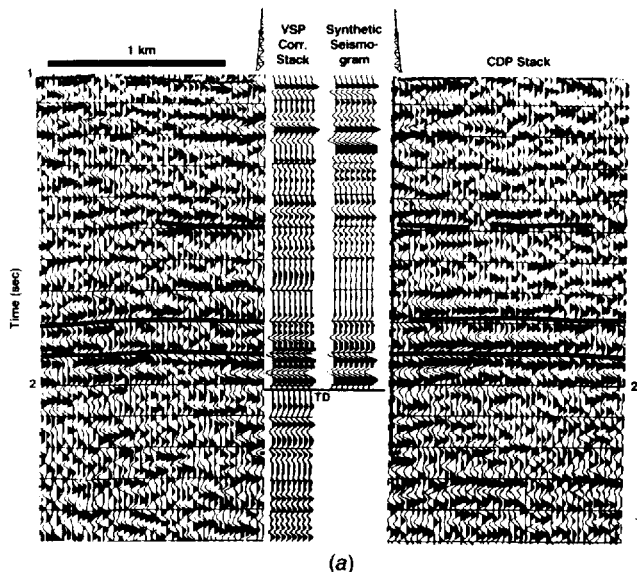 VSP
Corr.
Stack
Synthetic
Seismo-
gram
1 km
CDP Stack
1
Time (sec)
2
2
TD
(a)